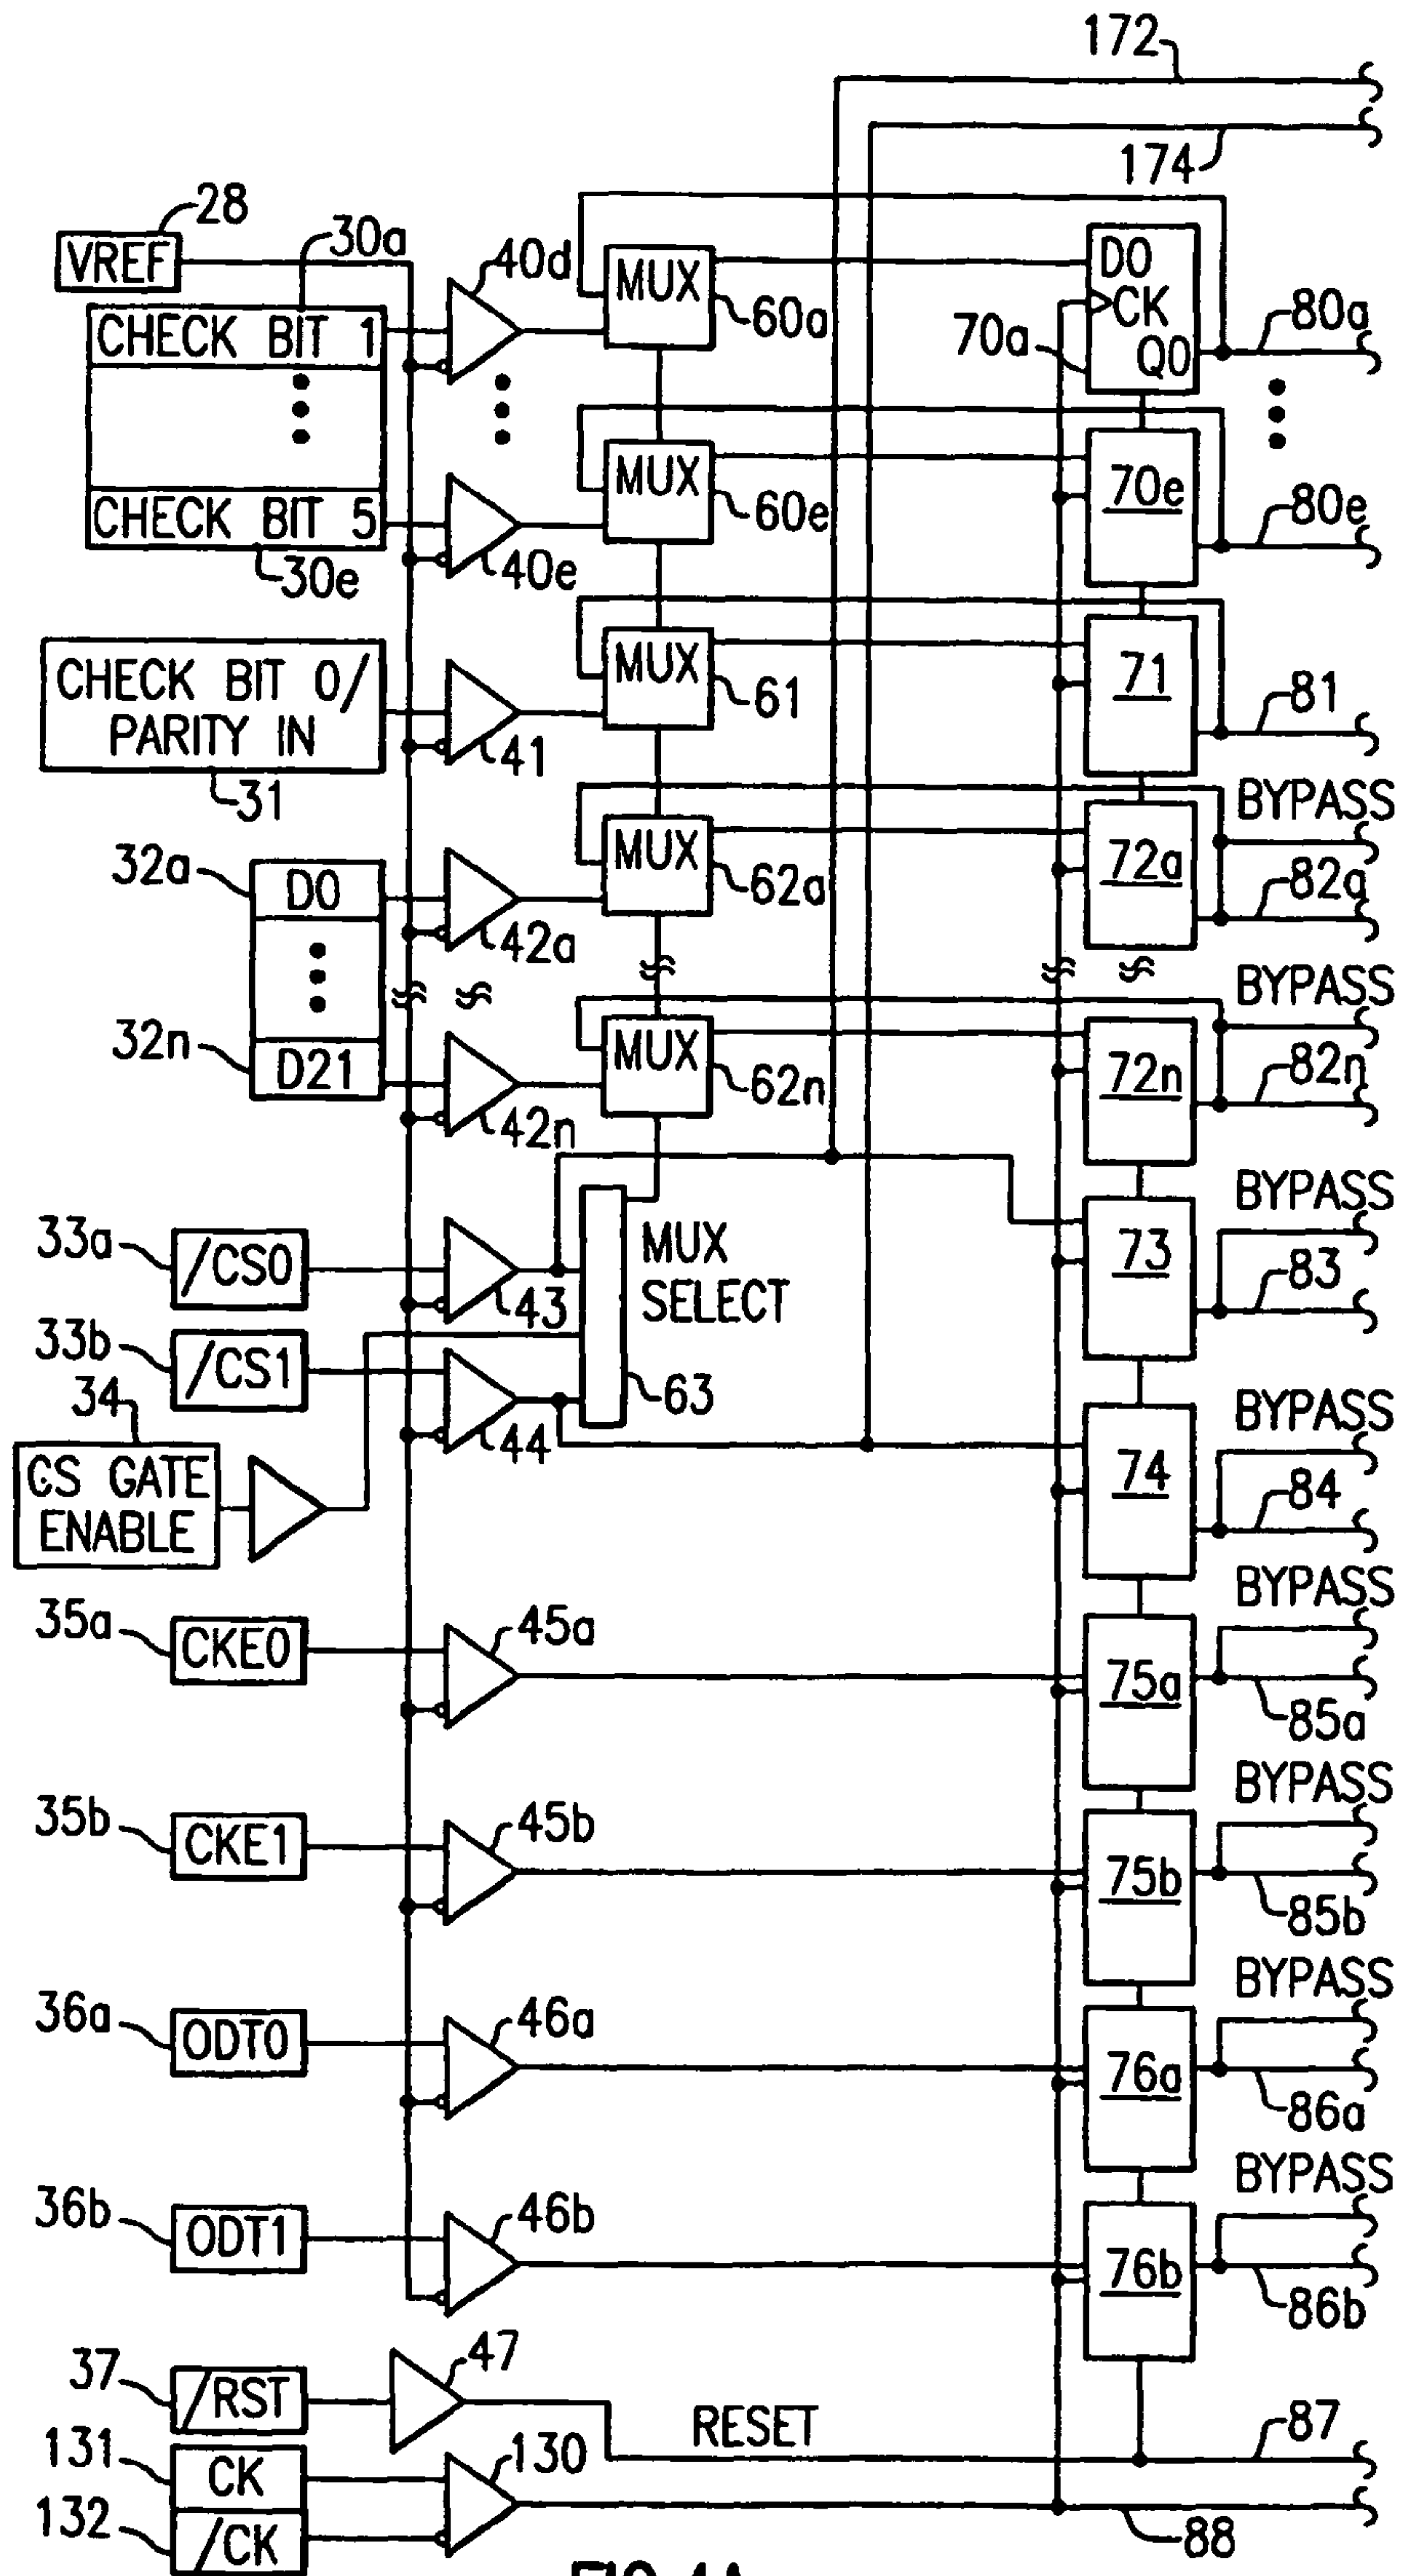 172
174
28
VREF
30a
40d
MUX
60a
D0
CK
Q0
70a
80a
CHECK BIT 1
MUX
60e
70e
80e
CHECK BIT 5
30e
40e
CHECK BIT 0/
PARITY IN
31
41
MUX
61
71
81
BYPASS
32a
D0
42a
MUX
62a
72a
82a
BYPASS
32n
D21
42n
MUX
62n
72n
82n
BYPASS
33a
/CS0
43
MUX
SELECT
73
83
33b
/CS1
63
34
44
BYPASS
CS GATE
ENABLE
74
84
BYPASS
35a
CKE0
45a
75a
85a
BYPASS
35b
CKE1
45b
75b
85b
BYPASS
36a
ODT0
46a
76a
86a
BYPASS
36b
ODT1
46b
76b
86b
37
/RST
47
RESET
87
131
CK
130
132
/CK
88
FIG.4A